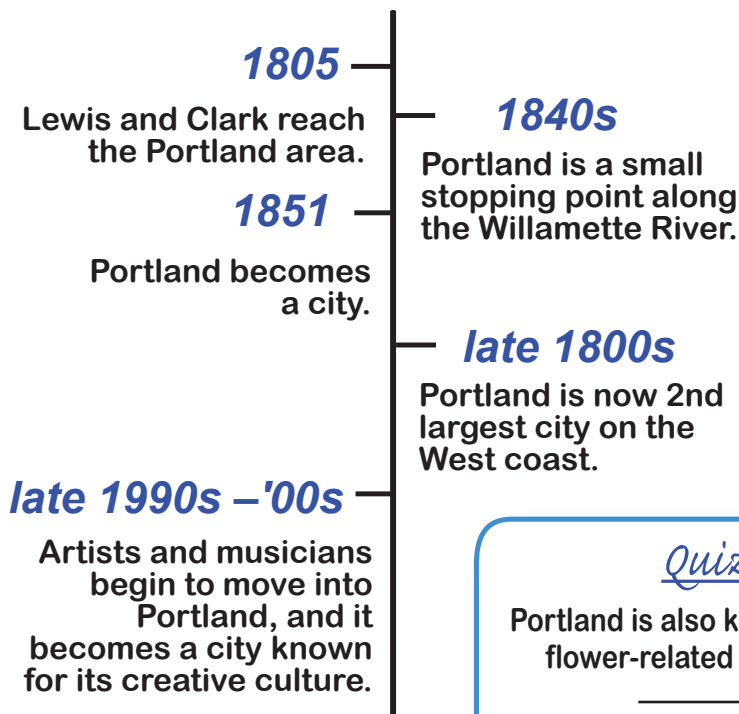 1805
Lewis and Clark reach
the Portland area.
1840s
Portland is a small
stopping point along
the Willamette River.
1851
Portland becomes
a city.
late 1800s
Portland is now 2nd
largest city on the
West coast.
late 1990s –'00s
Artists and musicians
begin to move into
Portland, and it
becomes a city known
for its creative culture.
Quiz
Portland is also k
flower-related